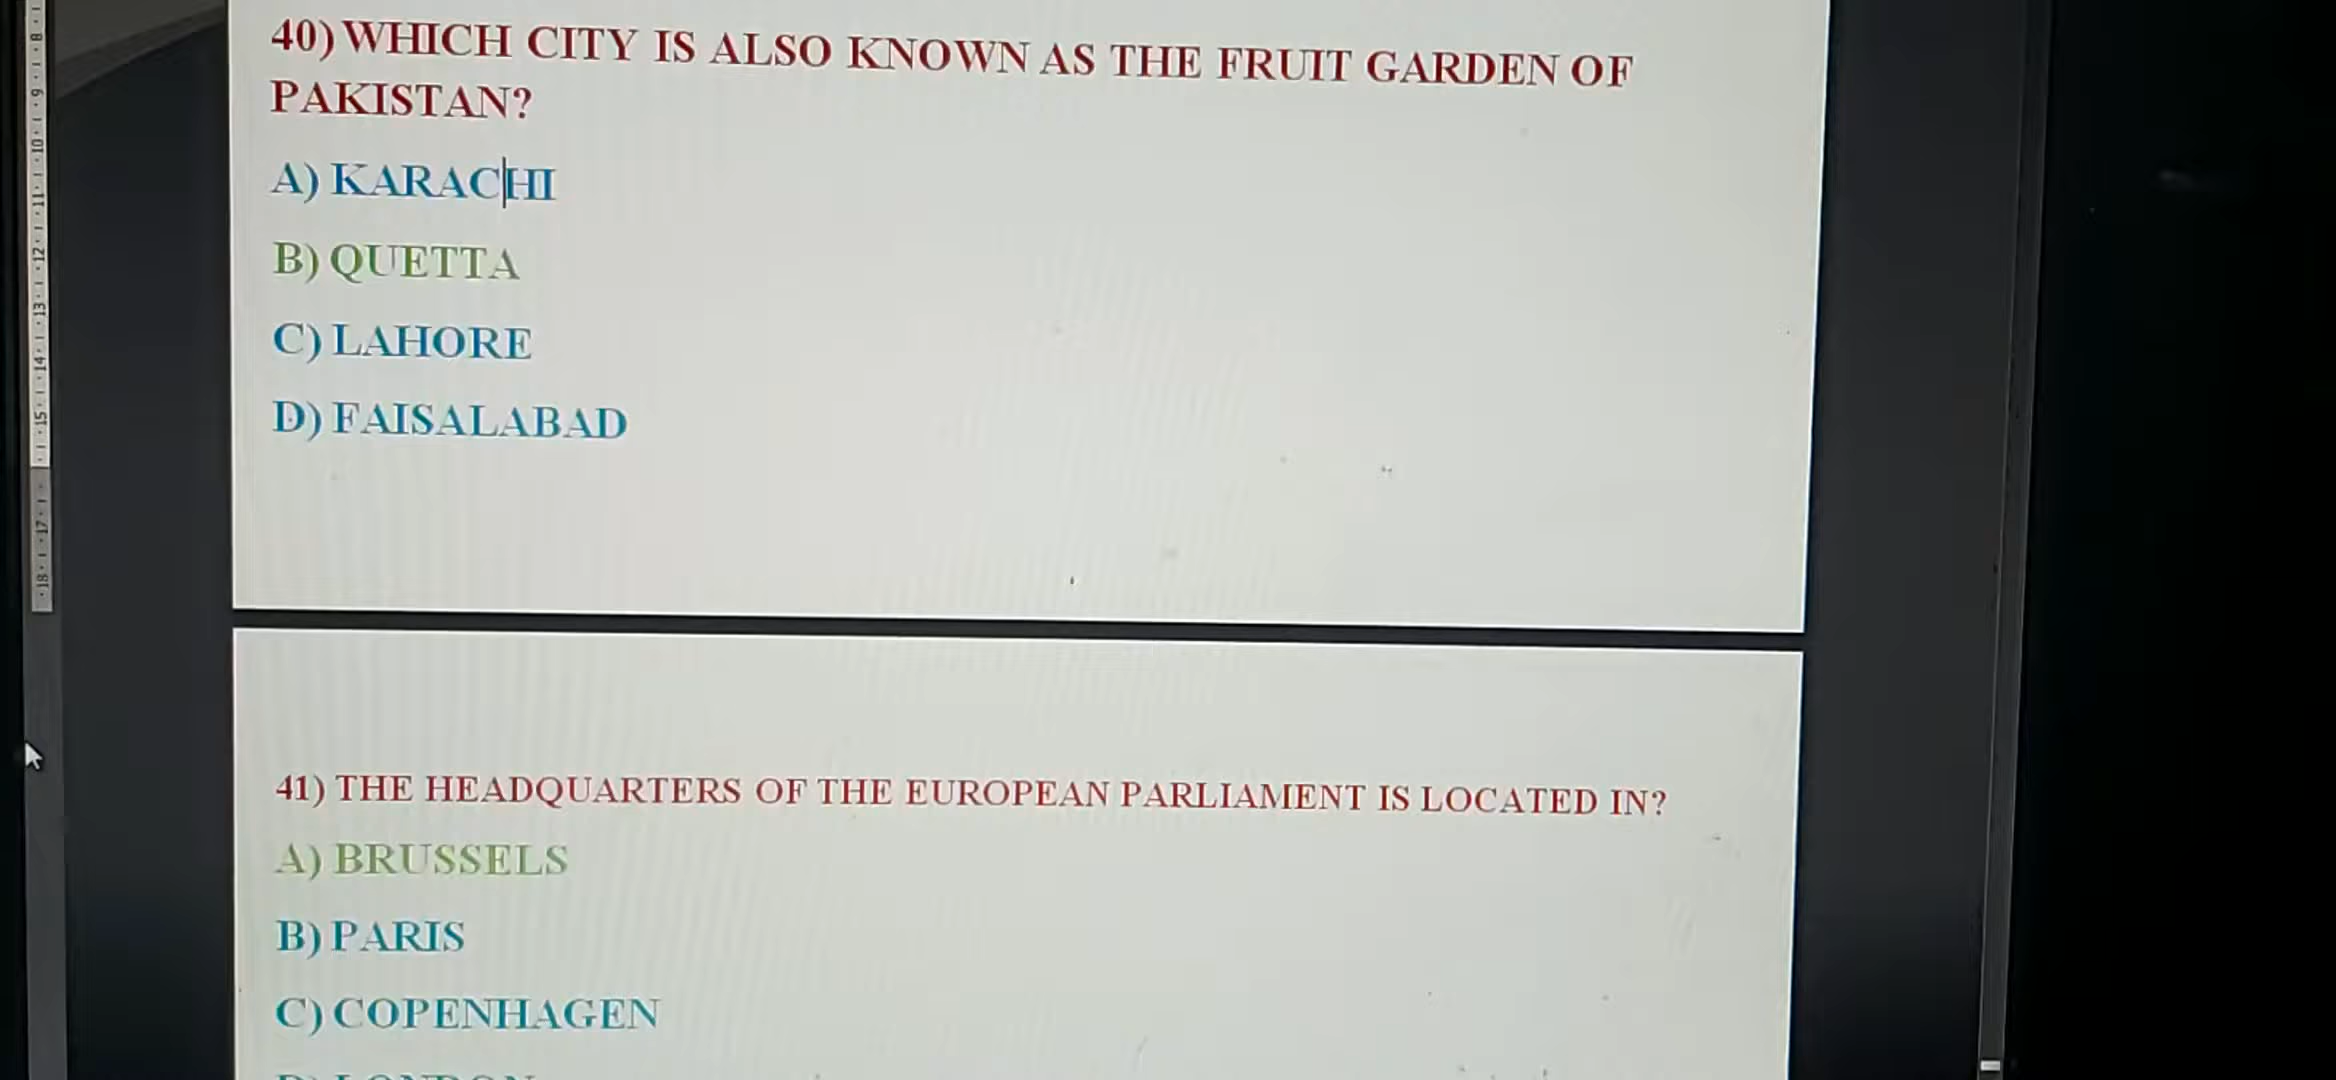 40) WHICH CITY IS ALSO KNOWN AS THE FRUIT GARDEN OF
PAKISTAN?
A) KARACHI
B) QUETTA
C) LAHORE
D) FAISALABAD
41) THE HEADQUARTERS OF THE EUROPEAN PARLIAMENT IS LOCATED IN?
A) BRUSSELS
B) PARIS
C) COPENHAGEN
D) LONDON